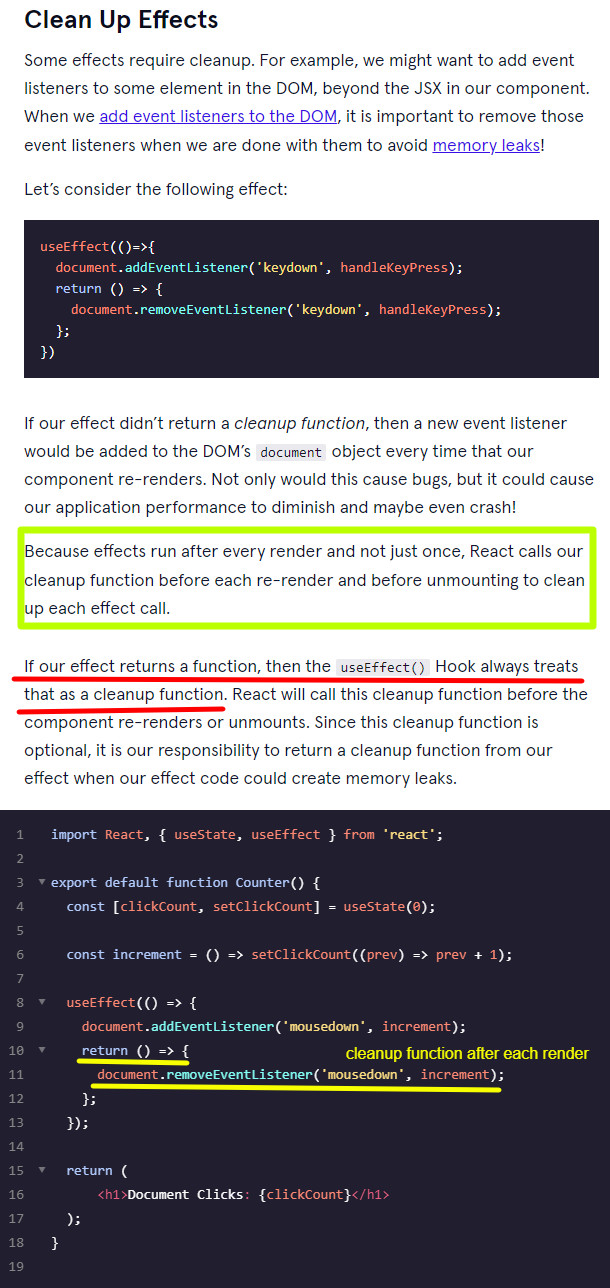 Clean Up Effects
Some effects require cleanup. For example, we might want to add event
listeners to some element in the DOM, beyond the JSX in our component.
When we add event listeners to the DOM, it is important to remove those
event listeners when we are done with them to avoid memory leaks!
Let’s consider the following effect:
useEffect(()=>{
  document.addEventListener('keydown', handleKeyPress);
  return () => {
    document.removeEventListener('keydown', handleKeyPress);
  };
})
If our effect didn’t return a cleanup function, then a new event listener
would be added to the DOM’s document object every time that our
component re-renders. Not only would this cause bugs, but it could cause
our application performance to diminish and maybe even crash!
Because effects run after every render and not just once, React calls our
cleanup function before each re-render and before unmounting to clean
up each effect call.
If our effect returns a function, then the useEffect() Hook always treats
that as a cleanup function. React will call this cleanup function before the
component re-renders or unmounts. Since this cleanup function is
optional, it is our responsibility to return a cleanup function from our
effect when our effect code could create memory leaks.
1 import React, { useState, useEffect } from 'react';
2
3 export default function Counter() {
4   const [clickCount, setClickCount] = useState(0);
5
6   const increment = () => setClickCount((prev) => prev + 1);
7
8   useEffect(() => {
9     document.addEventListener('mousedown', increment);
10     return () => { cleanup function after each render
11       document.removeEventListener('mousedown', increment);
12     };
13   });
14
15   return (
16       <h1>Document Clicks: {clickCount}</h1>
17   );
18 }
19